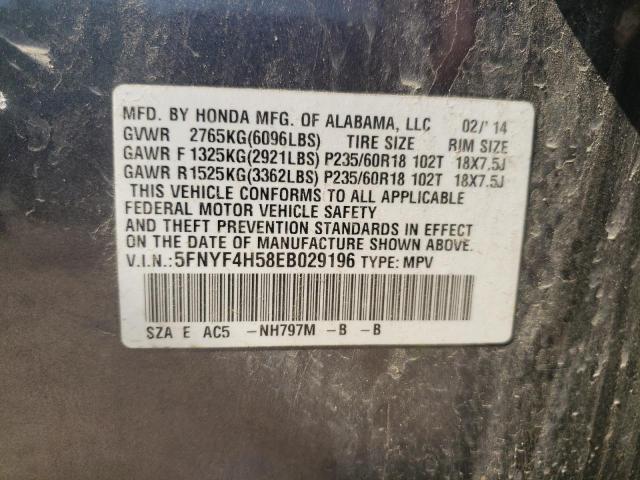 MFD. BY HONDA MFG. OF ALABAMA, LLC 02/'14
GVWR 2765KG(6096LBS) TIRE SIZE RIM SIZE
GAWR F 1325KG(2921LBS) P235/60R18 102T 18X7.5J
GAWR R 1525KG(3362LBS) P235/60R18 102T 18X7.5J
THIS VEHICLE CONFORMS TO ALL APPLICABLE
FEDERAL MOTOR VEHICLE SAFETY
AND THEFT PREVENTION STANDARDS IN EFFECT
ON THE DATE OF MANUFACTURE SHOWN ABOVE.
V.I.N.:5FNYF4H58EB029196 TYPE: MPV
SZA E AC5 -NH797M -B -B